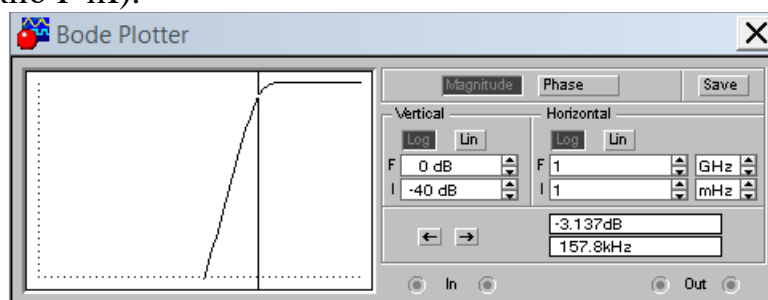 Bode Plotter
Magnitude Phase Save
Vertical Horizontal
Log Lin Log Lin
F 0 dB F 1 GHz
I -40 dB I 1 mHz
← → -3.137dB
157.8kHz
In Out